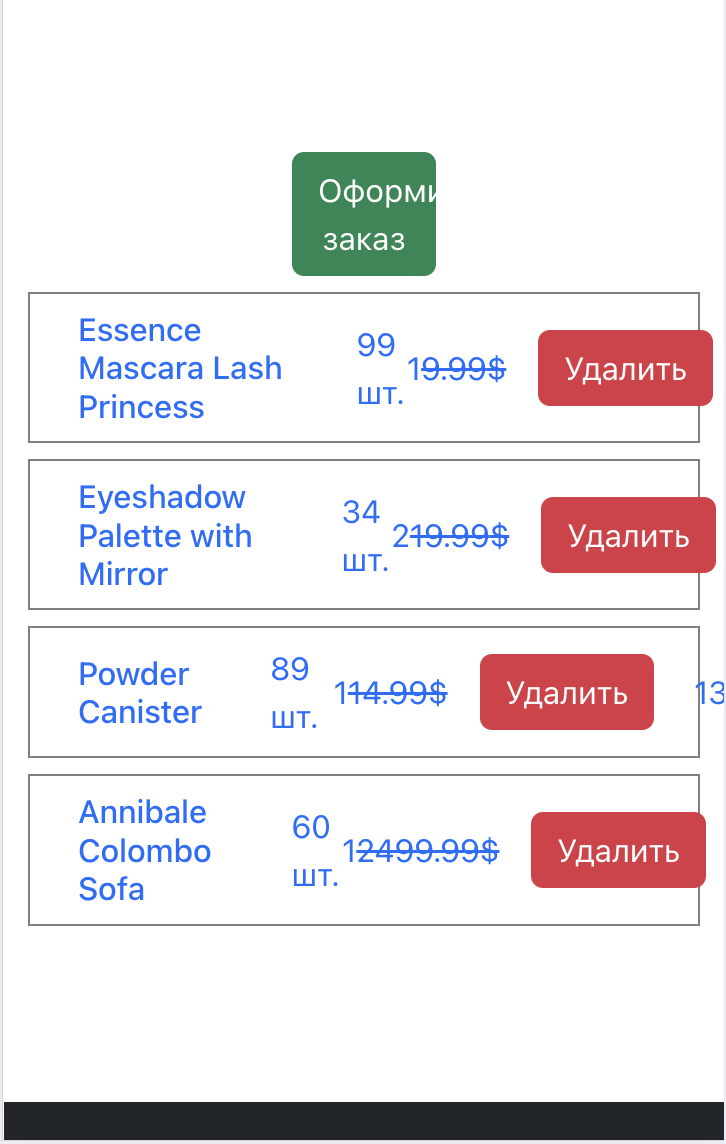 Оформи
заказ
Essence
Mascara Lash
Princess
99
шт.
19.99$
Удалить
Eyeshadow
Palette with
Mirror
34
шт.
219.99$
Удалить
Powder
Canister
89
шт.
114.99$
Удалить
13
Annibale
Colombo
Sofa
60
шт.
12499.99$
Удалить